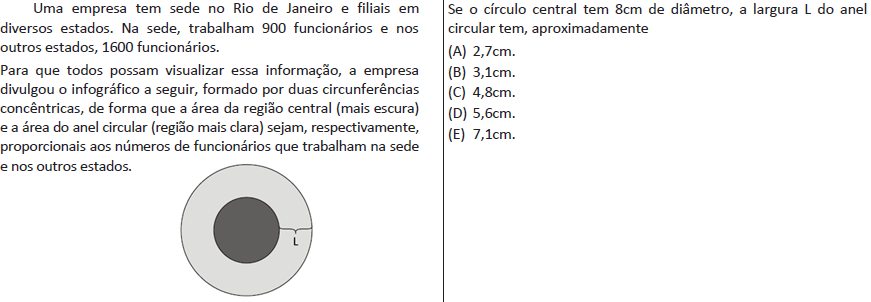 Uma empresa tem sede no Rio de Janeiro e filiais em
diversos estados. Na sede, trabalham 900 funcionários e nos
outros estados, 1600 funcionários.
Para que todos possam visualizar essa informação, a empresa
divulgou o infográfico a seguir, formado por duas circunferências
concêntricas, de forma que a área da região central (mais escura)
e a área do anel circular (região mais clara) sejam, respectivamente,
proporcionais aos números de funcionários que trabalham na sede
e nos outros estados.
L
Se o círculo central tem 8cm de diâmetro, a largura L do anel
circular tem, aproximadamente
(A) 2,7cm.
(B) 3,1cm.
(C) 4,8cm.
(D) 5,6cm.
(E) 7,1cm.